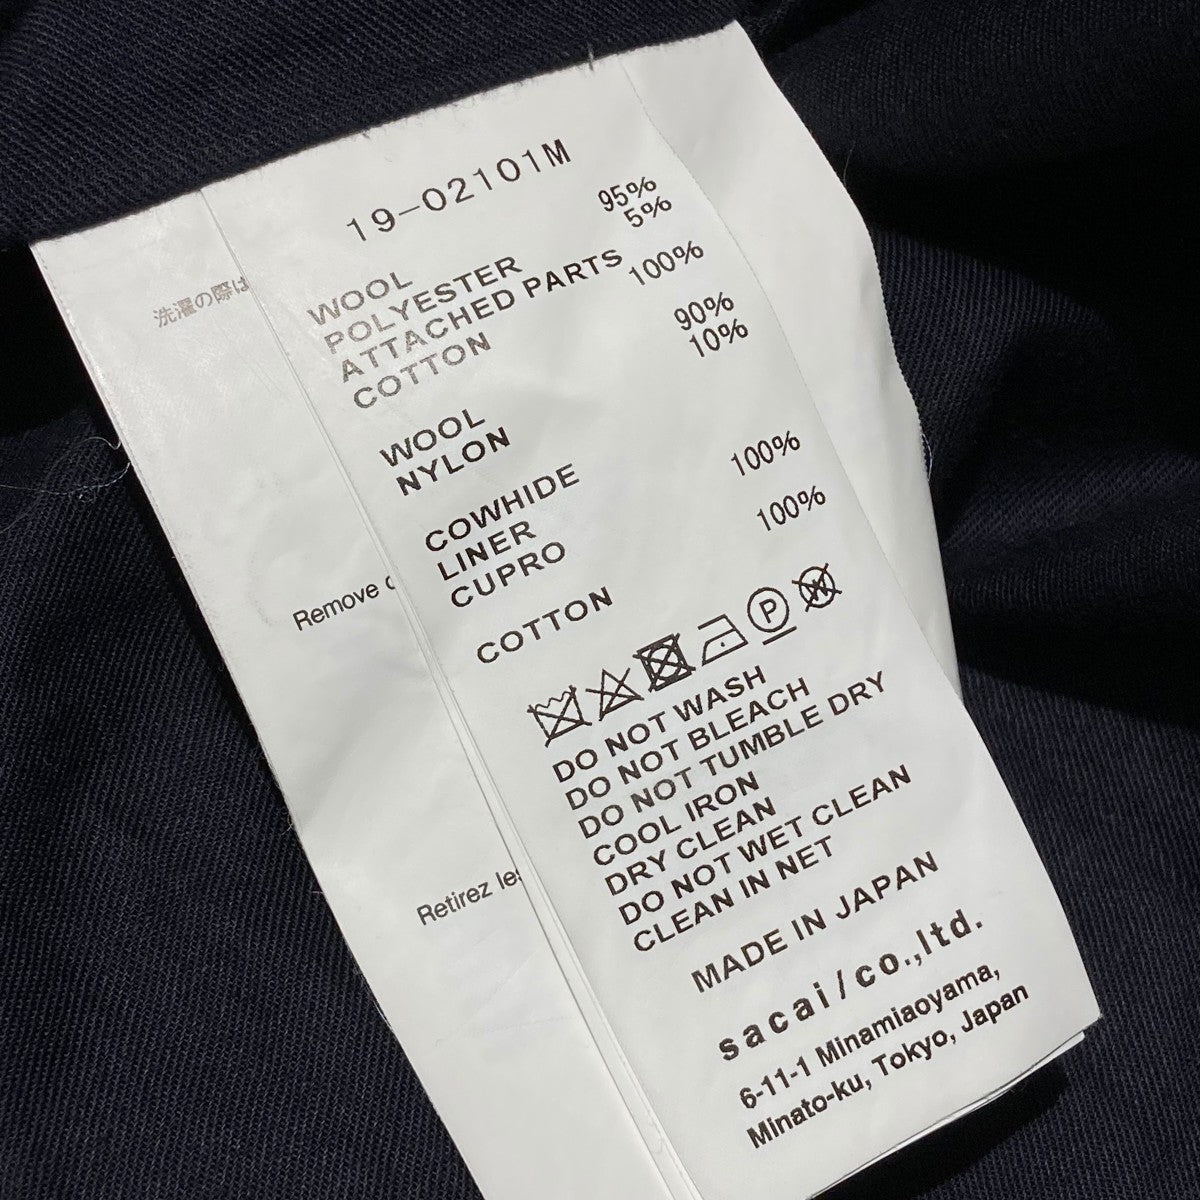 19-02101M
WOOL 95%
POLYESTER 5%
ATTACHED PARTS
COTTON 100%
WOOL 90%
NYLON 10%
COWHIDE
LINER
CUPRO 100%
COTTON 100%
DO NOT WASH
DO NOT BLEACH
DO NOT TUMBLE DRY
COOL IRON
DRY CLEAN
DO NOT WET CLEAN
CLEAN IN NET
MADE IN JAPAN
sacai/co.,ltd.
6-11-1 Minamiaoyama,
Minato-ku, Tokyo, Japan
洗濯の際は
Remove
Retirez les